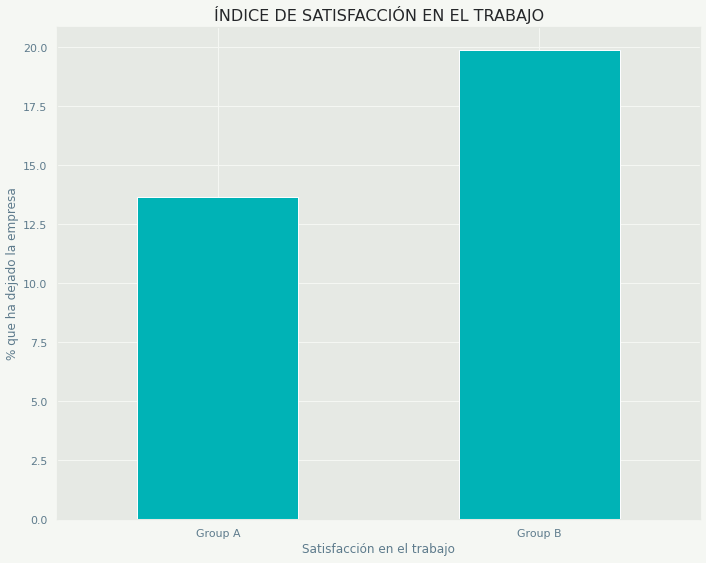 ÍNDICE DE SATISFACCIÓN EN EL TRABAJO
% que ha dejado la empresa
20.0
17.5
15.0
12.5
10.0
7.5
5.0
2.5
0.0
Group A
Group B
Satisfacción en el trabajo